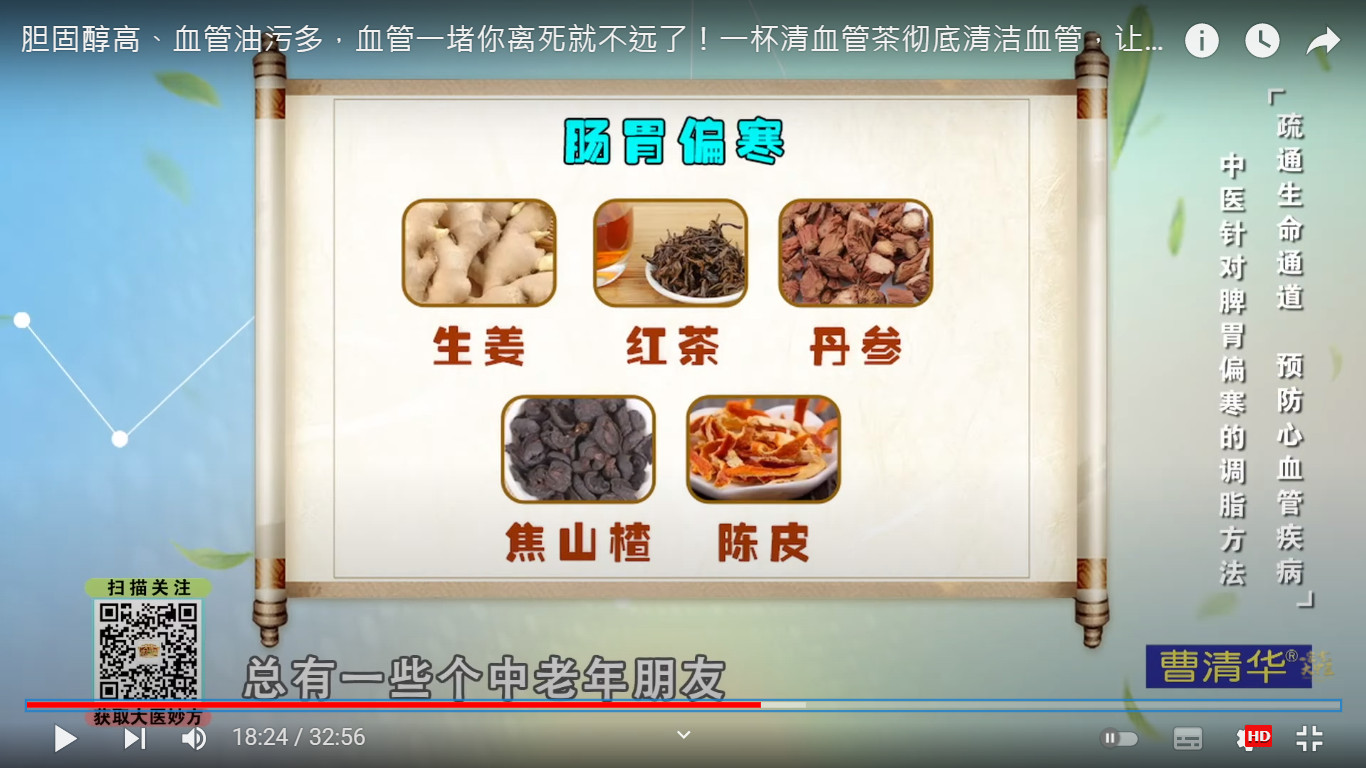 胆固醇高、血管油污多，血管一堵你离死就不远了！一杯清血管茶彻底清洁血管，让...
「疏通生命通道 预防心血管疾病」
中医针对脾胃偏寒的调脂方法
肠胃偏寒
生姜 红茶 丹参
焦山楂 陈皮
扫描关注
获取大医妙方
总有一些个中老年朋友
曹清华®
18:24 / 32:56
HD